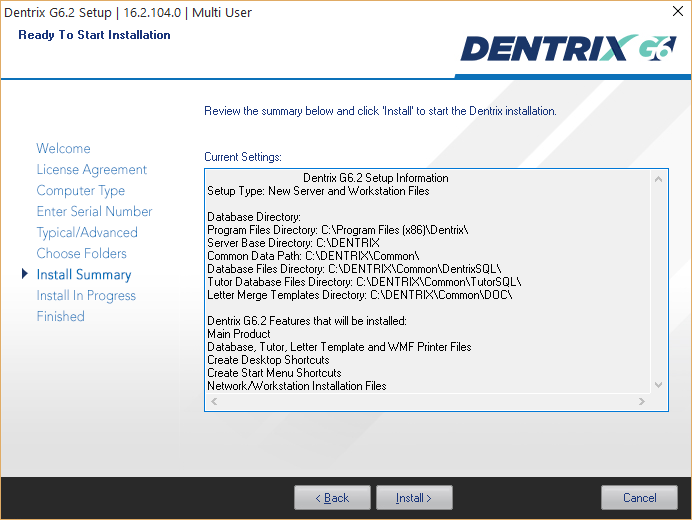 Dentrix G6.2 Setup | 16.2.104.0 | Multi User
Ready To Start Installation
DENTRIX G6
Review the summary below and click 'Install' to start the Dentrix installation.
Welcome
License Agreement
Computer Type
Enter Serial Number
Typical/Advanced
Choose Folders
Install Summary
Install In Progress
Finished
Current Settings:
Dentrix G6.2 Setup Information
Setup Type: New Server and Workstation Files
Database Directory:
Program Files Directory: C:\Program Files (x86)\Dentrix\
Server Base Directory: C:\DENTRIX
Common Data Path: C:\DENTRIX\Common\
Database Files Directory: C:\DENTRIX\Common\DentrixSQL\
Tutor Database Files Directory: C:\DENTRIX\Common\TutorSQL\
Letter Merge Templates Directory: C:\DENTRIX\Common\DOC\
Dentrix G6.2 Features that will be installed:
Main Product
Database, Tutor, Letter Template and WMF Printer Files
Create Desktop Shortcuts
Create Start Menu Shortcuts
Network/Workstation Installation Files
< Back
Install >
Cancel